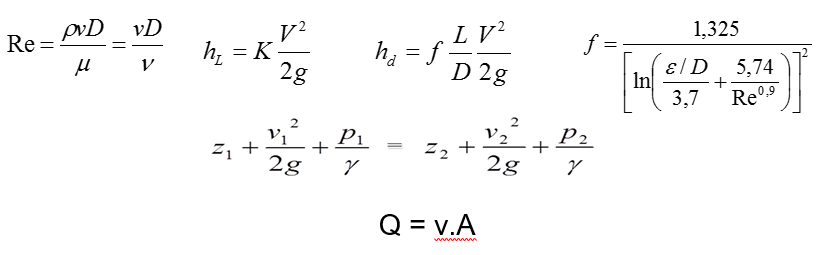 Re = ρvD / μ = vD / ν
h_L = K V² / 2g
h_d = f L/D V²/2g
f = 1,325 / [ln(ε/D / 3,7 + 5,74 / Re^0,9)]²
z₁ + v₁²/2g + p₁/γ = z₂ + v₂²/2g + p₂/γ
Q = v.A